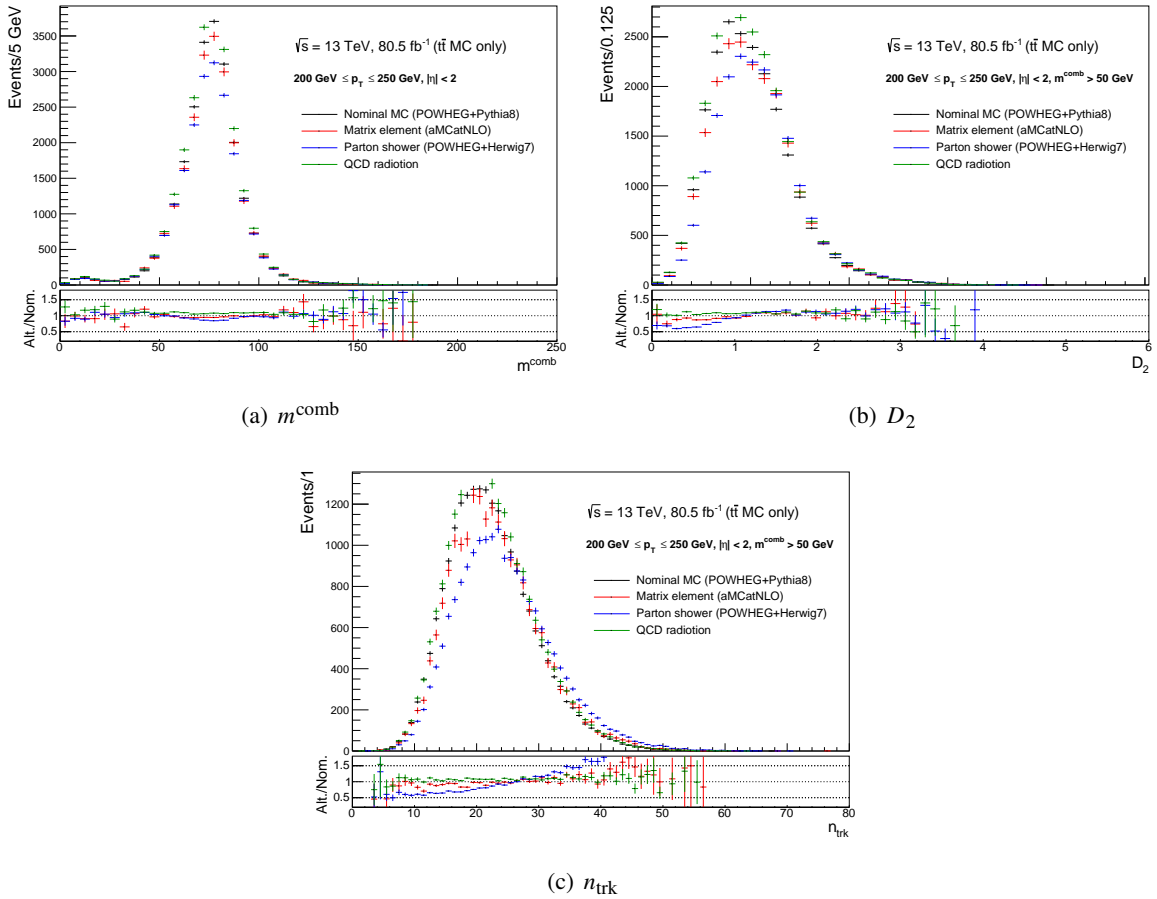 Events/5 GeV
3500
3000
2500
2000
1500
1000
500
0
√s = 13 TeV, 80.5 fb⁻¹ (tt̄ MC only)
200 GeV ≤ p_T ≤ 250 GeV, |η| < 2
Nominal MC (POWHEG+Pythia8)
Matrix element (aMCatNLO)
Parton shower (POWHEG+Herwig7)
QCD radiotion
Alt./Nom.
1.5
1
0.5
0 50 100 150 200 250
m^comb
(a) m^comb
Events/0.125
2500
2000
1500
1000
500
0
√s = 13 TeV, 80.5 fb⁻¹ (tt̄ MC only)
200 GeV ≤ p_T ≤ 250 GeV, |η| < 2, m^comb > 50 GeV
Nominal MC (POWHEG+Pythia8)
Matrix element (aMCatNLO)
Parton shower (POWHEG+Herwig7)
QCD radiotion
Alt./Nom.
1.5
1
0.5
0 1 2 3 4 5 6
D₂
(b) D₂
Events/1
1200
1000
800
600
400
200
0
√s = 13 TeV, 80.5 fb⁻¹ (tt̄ MC only)
200 GeV ≤ p_T ≤ 250 GeV, |η| < 2, m^comb > 50 GeV
Nominal MC (POWHEG+Pythia8)
Matrix element (aMCatNLO)
Parton shower (POWHEG+Herwig7)
QCD radiotion
Alt./Nom.
1.5
1
0.5
0 10 20 30 40 50 60 70 80
n_trk
(c) n_trk